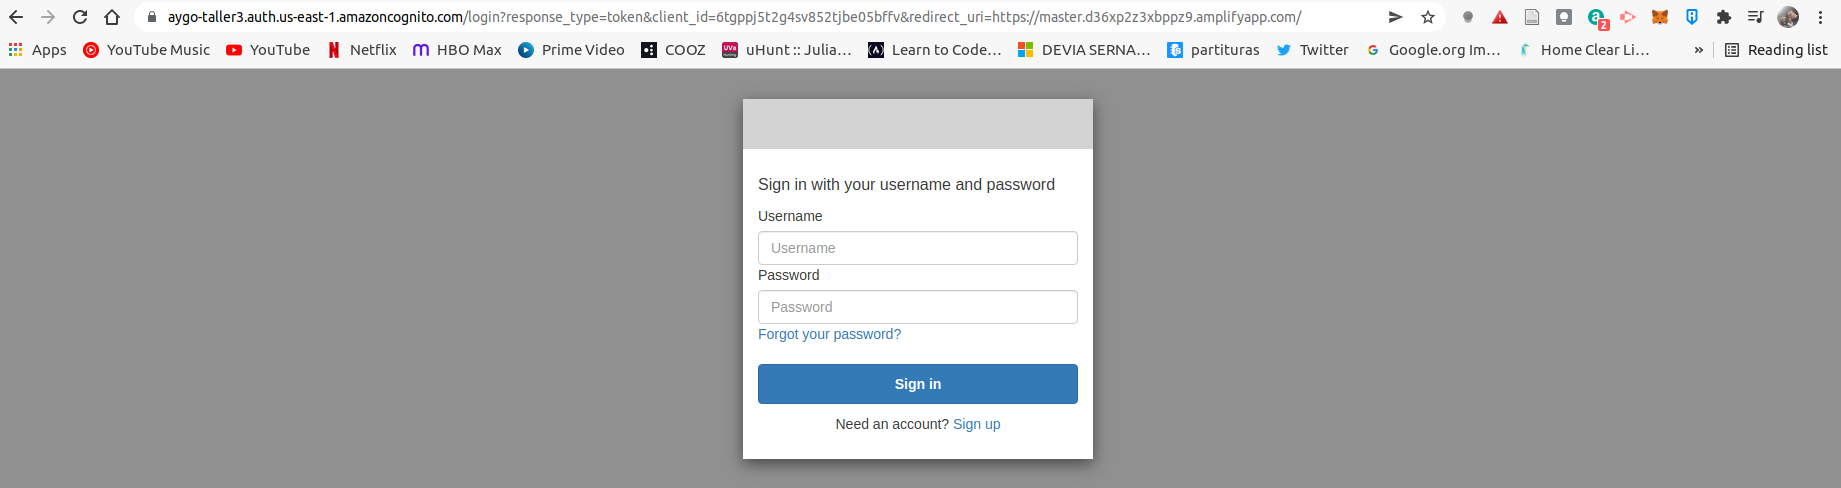 aygo-taller3.auth.us-east-1.amazoncognito.com/login?response_type=token&client_id=6tgppj5t2g4sv852tjbe05bffv&redirect_uri=https://master.d36xp2z3xbppz9.amplifyapp.com/
2
Apps YouTube Music YouTube Netflix HBO Max Prime Video COOZ uHunt :: Julia... Learn to Code... DEVIA SERNA... partituras Twitter Google.org Im... Home Clear Li... » Reading list
Sign in with your username and password
Username
Username
Password
Password
Forgot your password?
Sign in
Need an account? Sign up